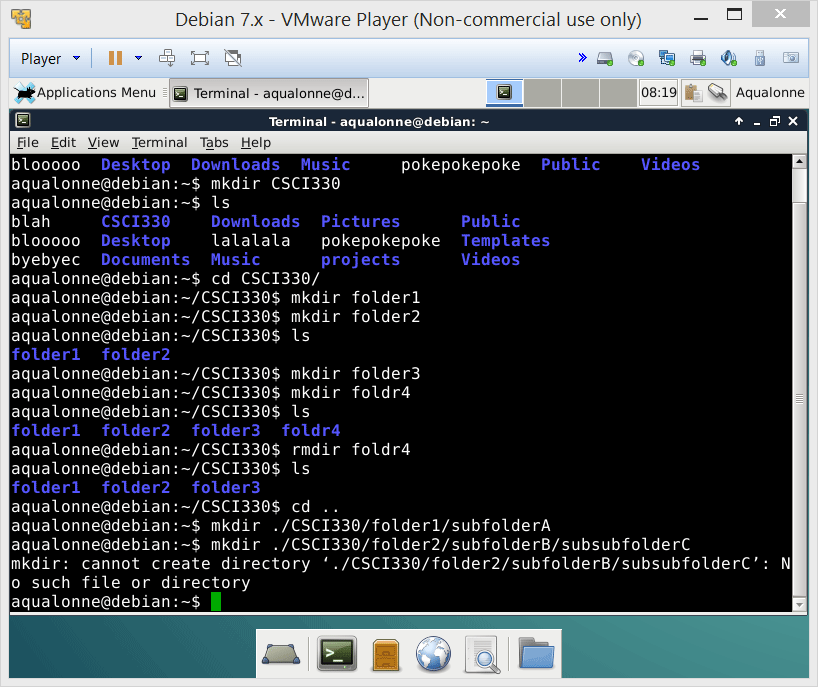 Debian 7.x - VMware Player (Non-commercial use only)
Player
Applications Menu Terminal - aqualonne@d... 08:19 Aqualonne
Terminal - aqualonne@debian: ~
File Edit View Terminal Tabs Help
blooooo Desktop Downloads Music pokepokepoke Public Videos
aqualonne@debian:~$ mkdir CSCI330
aqualonne@debian:~$ ls
blah CSCI330 Downloads Pictures Public
blooooo Desktop lalalala pokepokepoke Templates
byebyec Documents Music projects Videos
aqualonne@debian:~$ cd CSCI330/
aqualonne@debian:~/CSCI330$ mkdir folder1
aqualonne@debian:~/CSCI330$ mkdir folder2
aqualonne@debian:~/CSCI330$ ls
folder1 folder2
aqualonne@debian:~/CSCI330$ mkdir folder3
aqualonne@debian:~/CSCI330$ mkdir foldr4
aqualonne@debian:~/CSCI330$ ls
folder1 folder2 folder3 foldr4
aqualonne@debian:~/CSCI330$ rmdir foldr4
aqualonne@debian:~/CSCI330$ ls
folder1 folder2 folder3
aqualonne@debian:~/CSCI330$ cd ..
aqualonne@debian:~$ mkdir ./CSCI330/folder1/subfolderA
aqualonne@debian:~$ mkdir ./CSCI330/folder2/subfolderB/subsubfolderC
mkdir: cannot create directory ‘./CSCI330/folder2/subfolderB/subsubfolderC’: N
o such file or directory
aqualonne@debian:~$